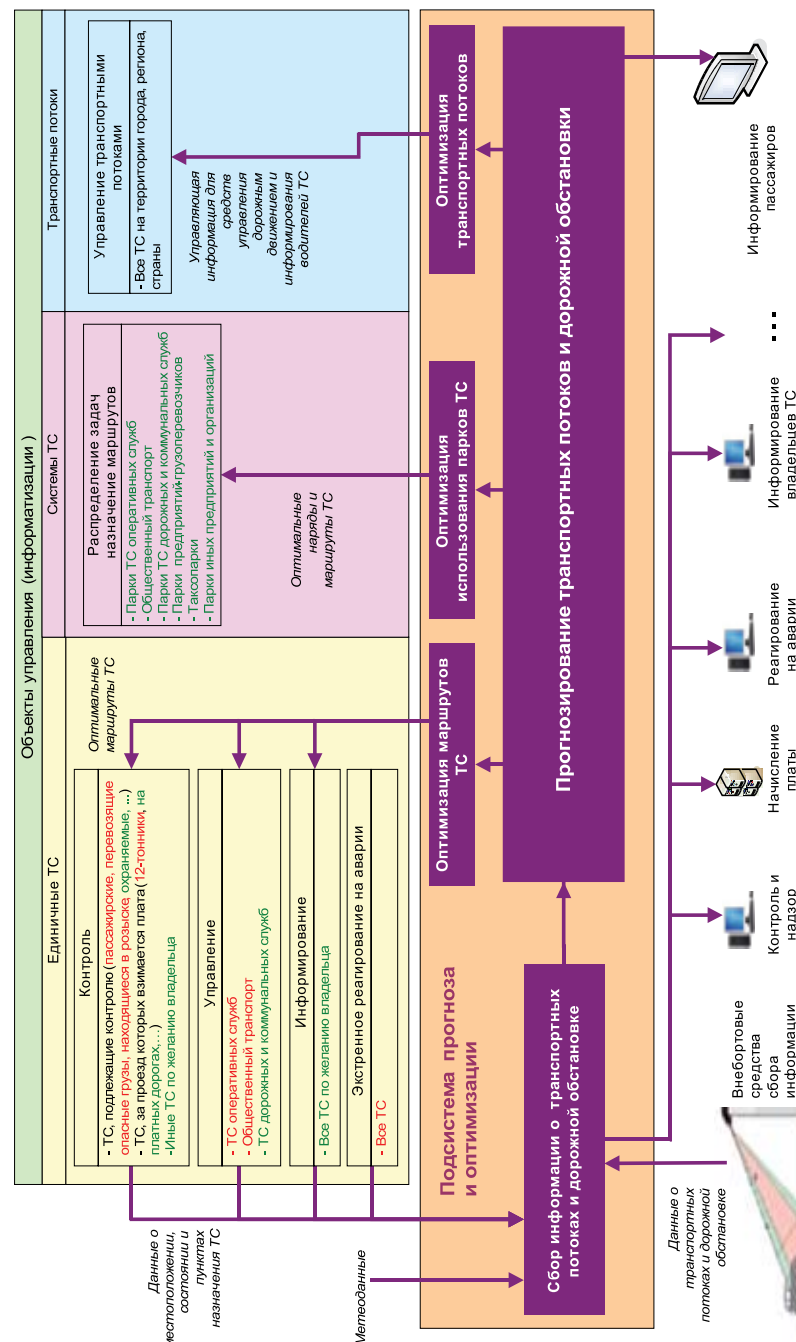 Объекты управления (информатизации )
Единичные ТС
Системы ТС
Транспортные потоки
Контроль
- ТС, подлежащие контролю (пассажирские, перевозящие
опасные грузы, находящиеся в розыске, охраняемые, ...)
- ТС, за проезд которых взимается плата (12-тонники, на
платных дорогах,...)
-Иные ТС по желанию владельца
Управление
- ТС оперативных служб
- Общественный транспорт
- ТС дорожных и коммунальных служб
Информирование
- Все ТС по желанию владельца
Экстренное реагирование на аварии
- Все ТС
Оптимальные
маршруты ТС
Распределение задач
назначение маршрутов
- Парки ТС оперативных служб
- Общественный транспорт
- Парки ТС дорожных и коммунальных служб
- Парки предприятий-грузоперевозчиков
- Таксопарки
- Парки иных предприятий и организаций
Оптимальные
наряды и
маршруты ТС
Управление транспортными
потоками
- Все ТС на территории города, региона,
страны
Управляющая
информация для
средств
управления
дорожным
движением и
информирования
водителей ТС
Данные о
местоположении,
состоянии и
пунктах
назначения ТС
Метеоданные
Подсистема прогноза
и оптимизации
Оптимизация маршрутов
ТС
Оптимизация
использования парков ТС
Оптимизация
транспортных потоков
Сбор информации о транспортных
потоках и дорожной обстановке
Прогнозирование транспортных потоков и дорожной обстановки
Данные о
транспортных
потоках и дорожной
обстановке
Внебортовые
средства
сбора
информации
Контроль и
надзор
Начисление
платы
Реагирование
на аварии
Информирование
владельцев ТС
...
Информирование
пассажиров